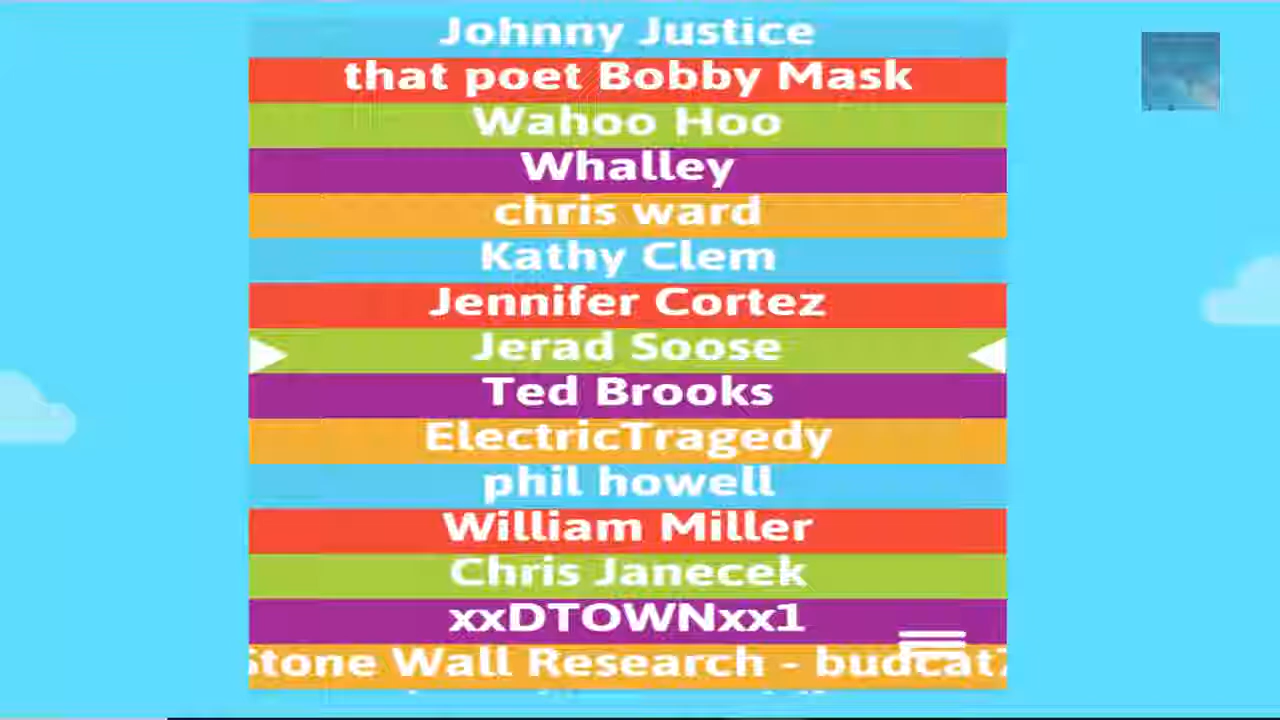 Johnny Justice
that poet Bobby Mask
Wahoo Hoo
Whalley
chris ward
Kathy Clem
Jennifer Cortez
Jerad Soose
Ted Brooks
ElectricTragedy
phil howell
William Miller
Chris Janecek
xxDTOWNxx1
Stone Wall Research - budcat7